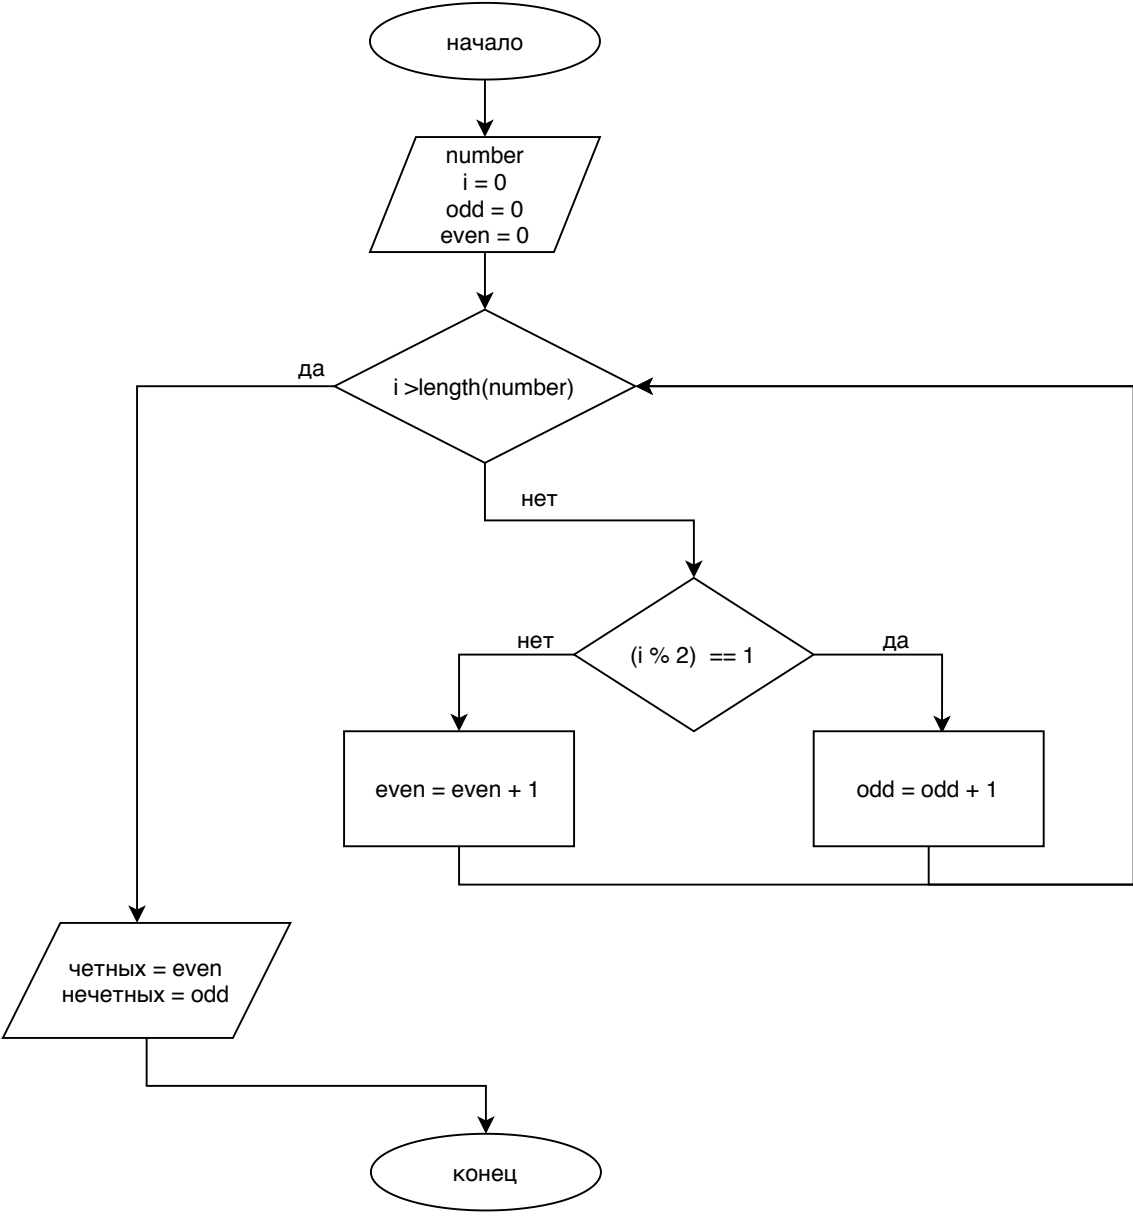 начало
number
i = 0
odd = 0
even = 0
да
i >length(number)
нет
нет
(i % 2)  == 1
да
even = even + 1
odd = odd + 1
четных = even
нечетных = odd
конец